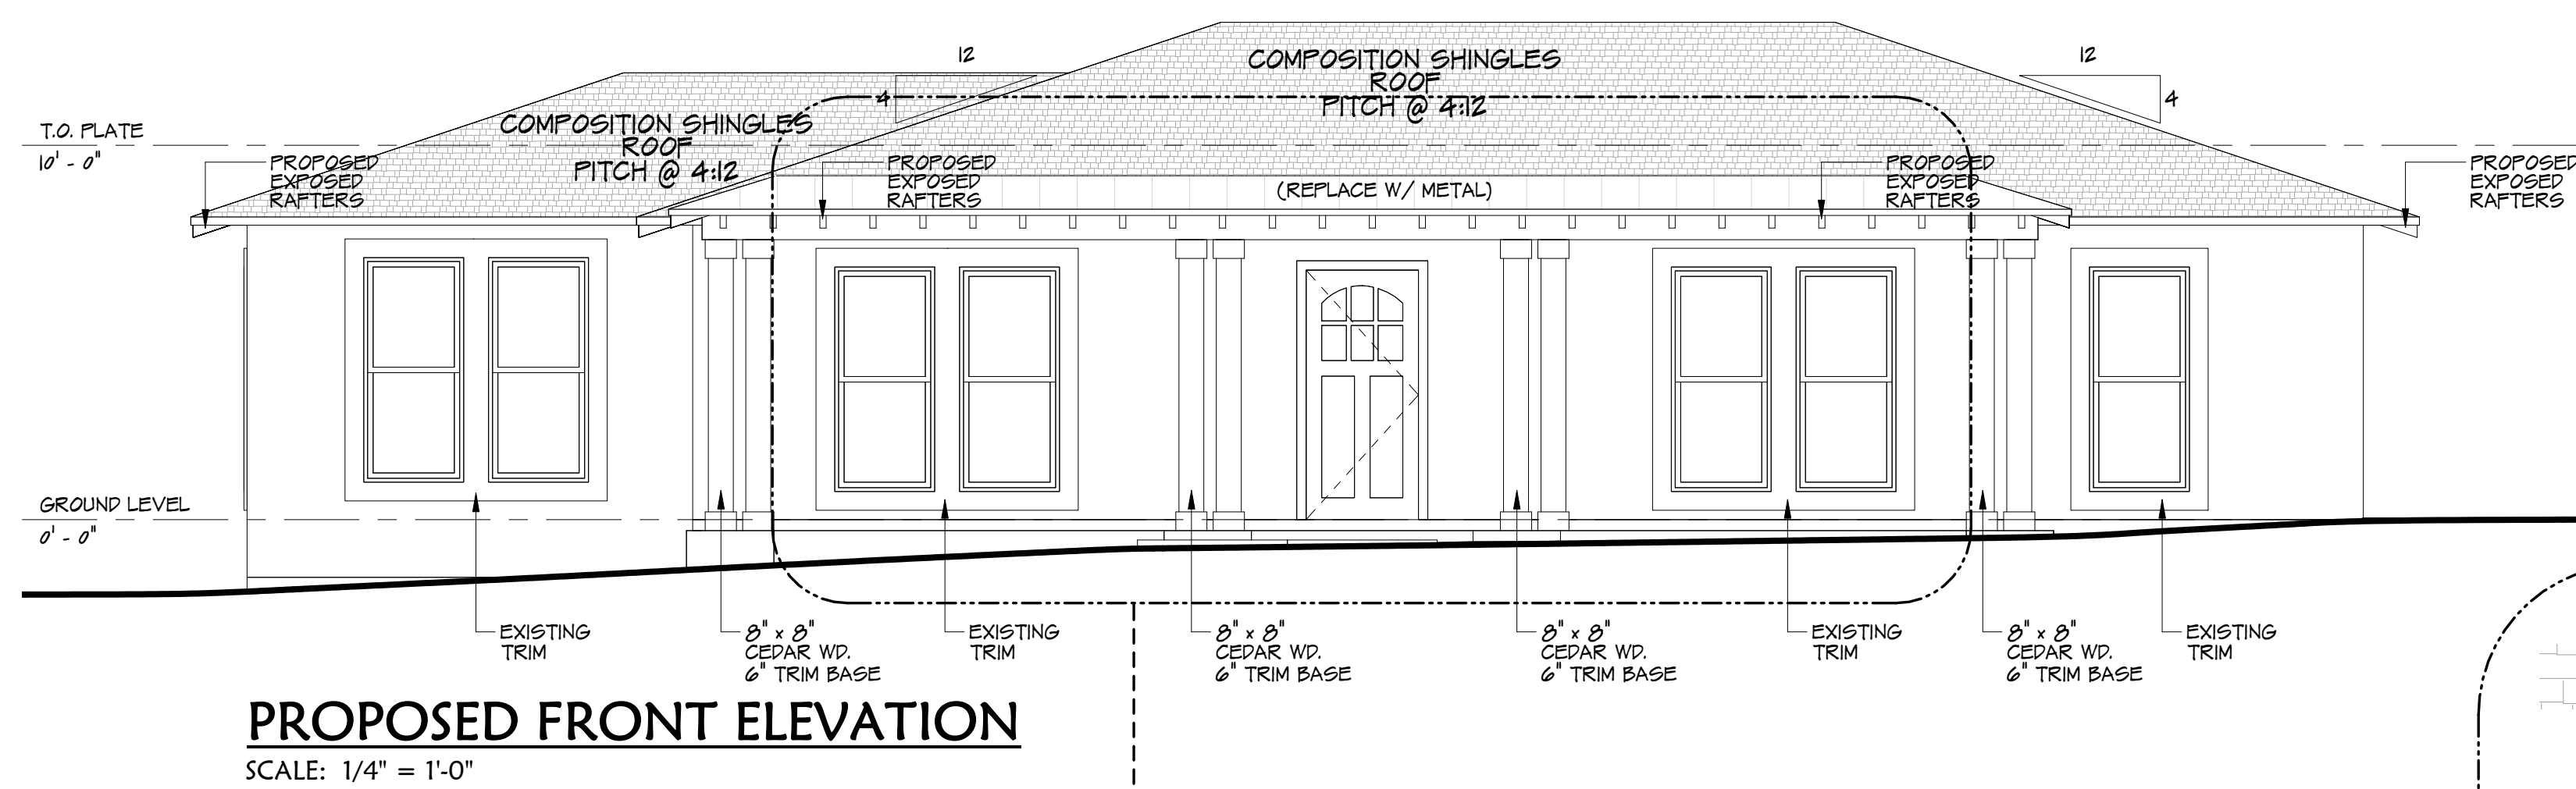 12
COMPOSITION SHINGLES
ROOF
PITCH @ 4:12
12
4
4
T.O. PLATE
10' - 0"
COMPOSITION SHINGLES
ROOF
PITCH @ 4:12
PROPOSED
EXPOSED
RAFTERS
PROPOSED
EXPOSED
RAFTERS
(REPLACE W/ METAL)
PROPOSED
EXPOSED
RAFTERS
PROPOSED
EXPOSED
RAFTERS
GROUND LEVEL
0' - 0"
EXISTING
TRIM
8" x 8"
CEDAR WD.
6" TRIM BASE
EXISTING
TRIM
8" x 8"
CEDAR WD.
6" TRIM BASE
8" x 8"
CEDAR WD.
6" TRIM BASE
EXISTING
TRIM
8" x 8"
CEDAR WD.
6" TRIM BASE
EXISTING
TRIM
PROPOSED FRONT ELEVATION
SCALE: 1/4" = 1'-0"